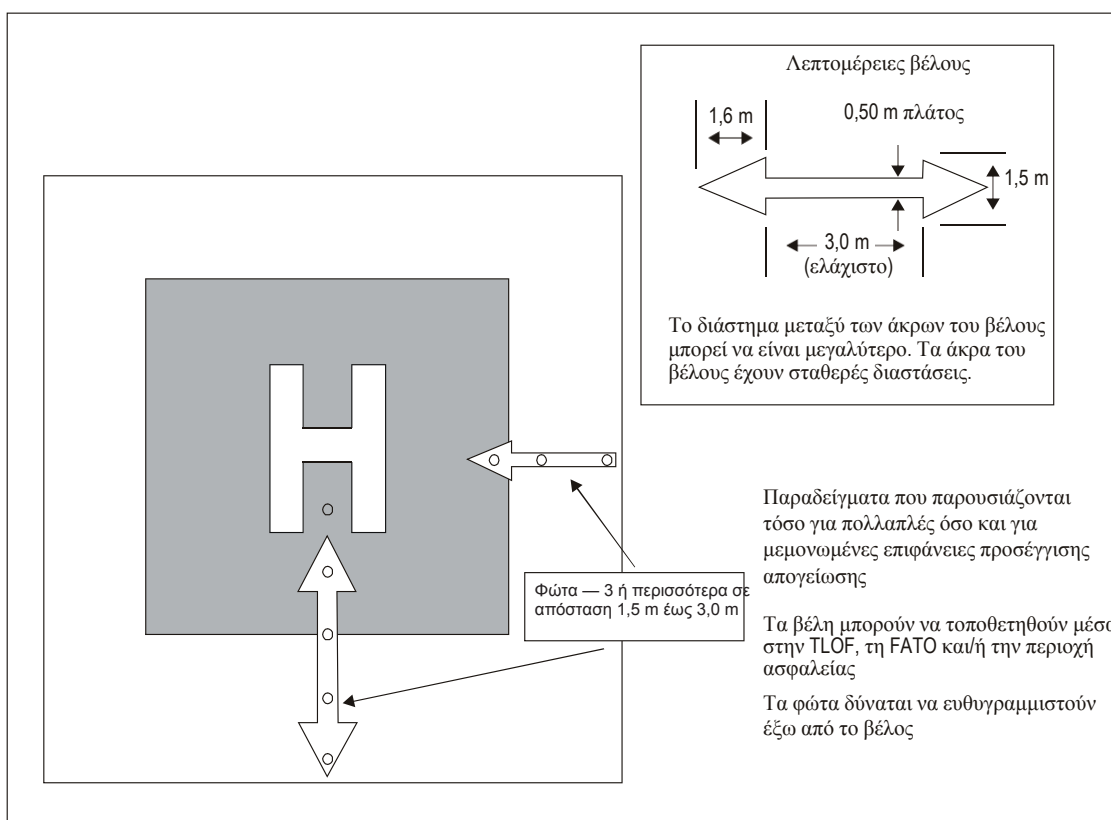 Λεπτομέρειες βέλους
1,6 m
0,50 m πλάτος
1,5 m
3,0 m
(ελάχιστο)
Το διάστημα μεταξύ των άκρων του βέλους
μπορεί να είναι μεγαλύτερο. Τα άκρα του
βέλους έχουν σταθερές διαστάσεις.
H
Παραδείγματα που παρουσιάζονται
τόσο για πολλαπλές όσο και για
μεμονωμένες επιφάνειες προσέγγισης
απογείωσης
Φώτα — 3 ή περισσότερα σε
απόσταση 1,5 m έως 3,0 m
Τα βέλη μπορούν να τοποθετηθούν μέσα
στην TLOF, τη FATO και/ή την περιοχή
ασφαλείας
Τα φώτα δύναται να ευθυγραμμιστούν
έξω από το βέλος